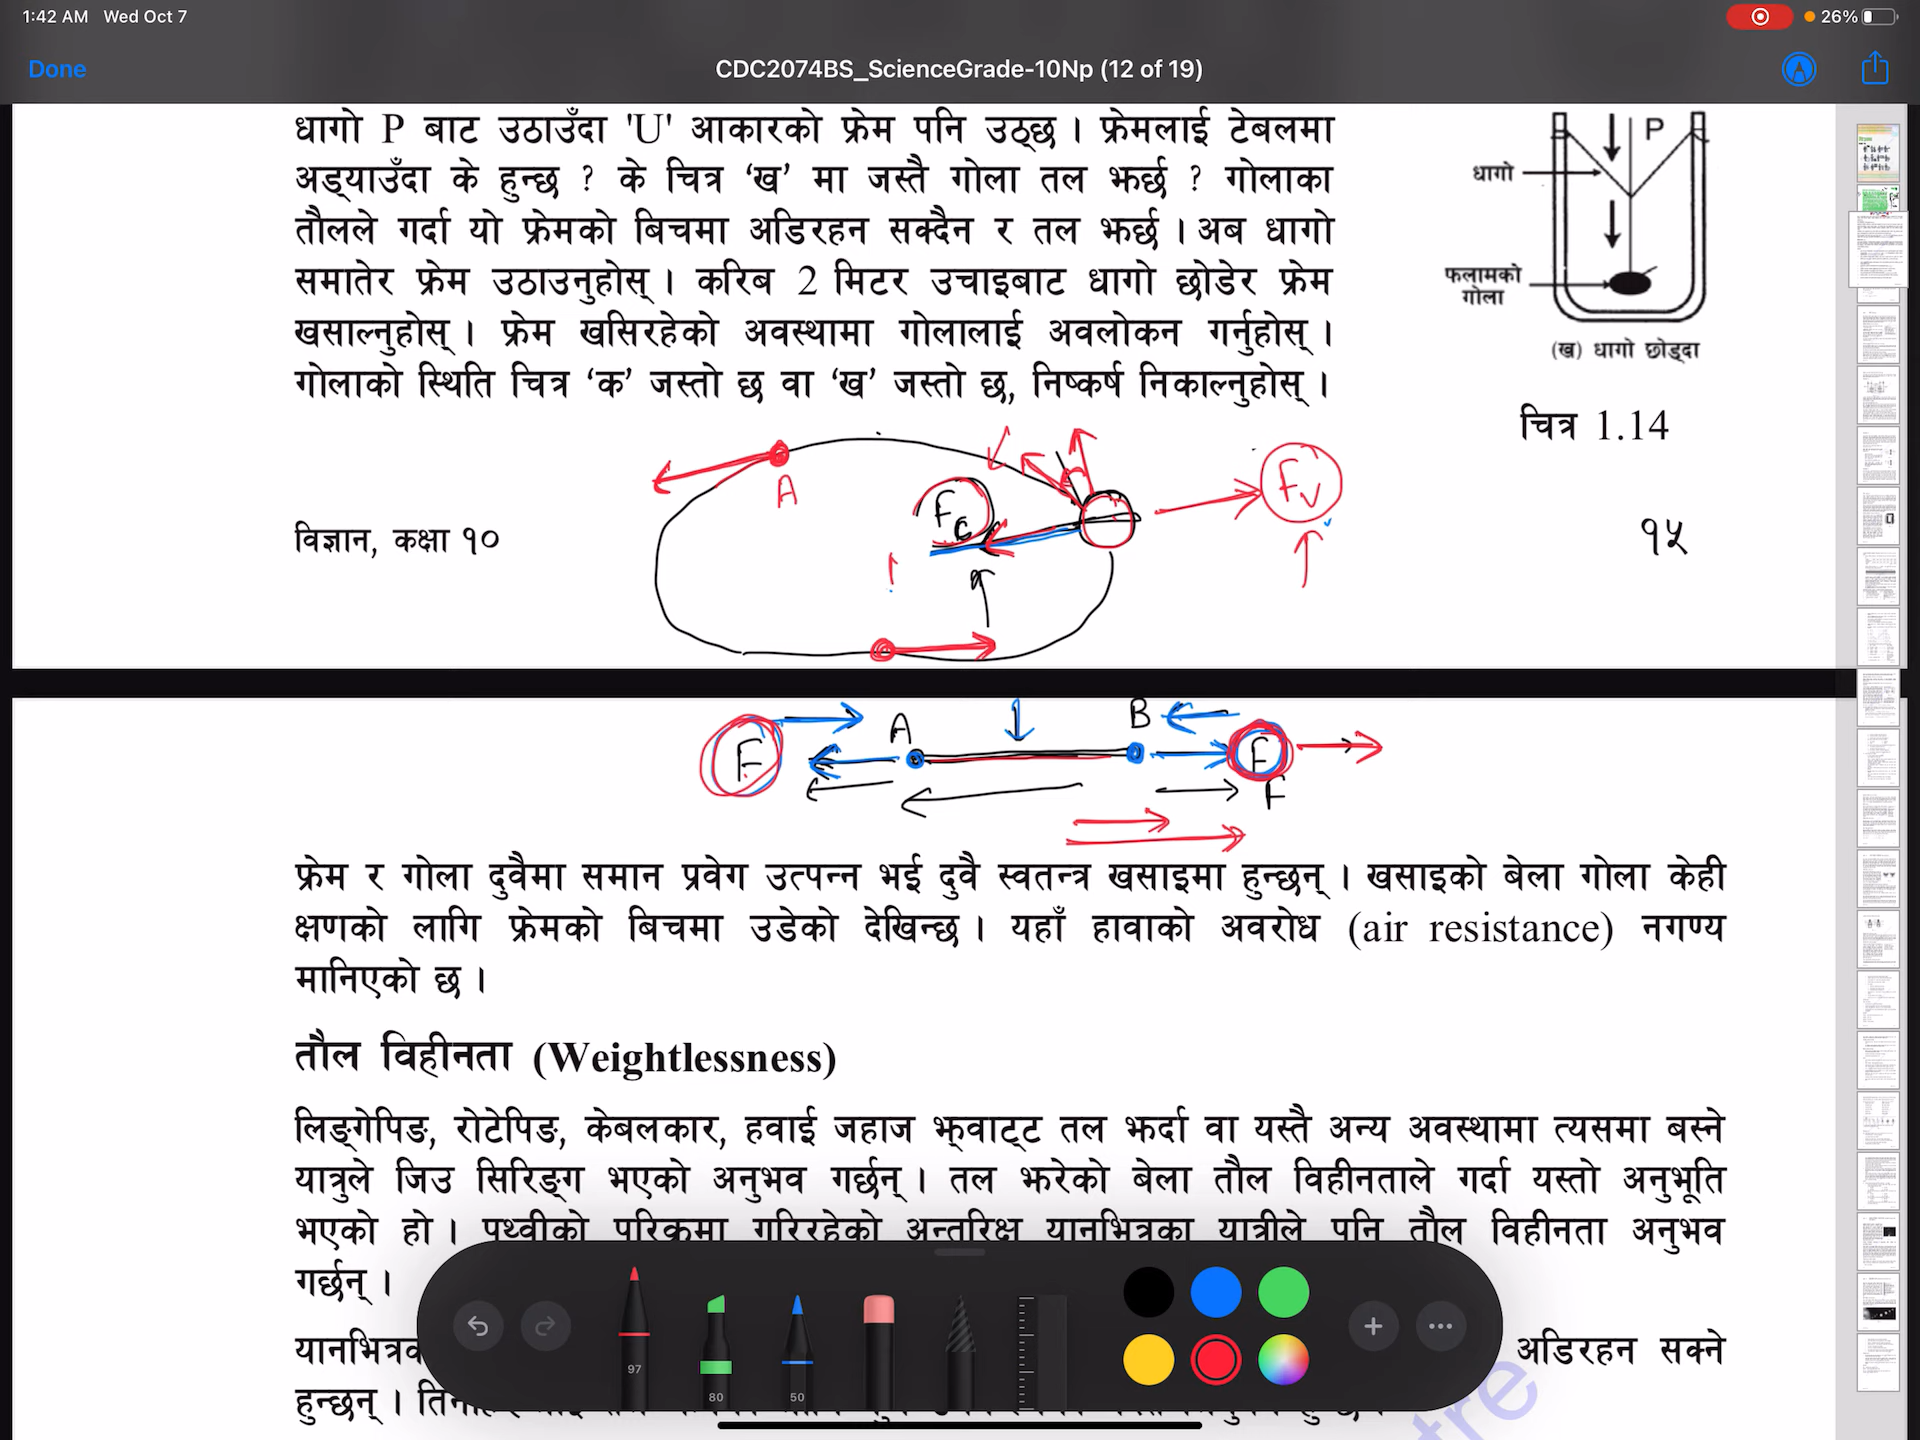 1:42 AM Wed Oct 7
26%
Done
CDC2074BS_ScienceGrade-10Np (12 of 19)
धागो P बाट उठाउँदा 'U' आकारको फ्रेम पनि उठ्छ । फ्रेमलाई टेबलमा
अड्याउँदा के हुन्छ ? के चित्र ‘ख’ मा जस्तै गोला तल झर्छ ? गोलाका
तौलले गर्दा यो फ्रेमको बिचमा अडिरहन सक्दैन र तल झर्छ । अब धागो
समातेर फ्रेम उठाउनुहोस् । करिब 2 मिटर उचाइबाट धागो छोडेर फ्रेम
खसाल्नुहोस् । फ्रेम खसिरहेको अवस्थामा गोलालाई अवलोकन गर्नुहोस् ।
गोलाको स्थिति चित्र ‘क’ जस्तो छ वा ‘ख’ जस्तो छ, निष्कर्ष निकाल्नुहोस् ।
P
धागो
फलामको
गोला
(ख) धागो छोड्दा
चित्र 1.14
A
Fc
Fv
विज्ञान, कक्षा १०
१५
F A B F
F
फ्रेम र गोला दुवैमा समान प्रवेग उत्पन्न भई दुवै स्वतन्त्र खसाइमा हुन्छन् । खसाइको बेला गोला केही
क्षणको लागि फ्रेमको बिचमा उडेको देखिन्छ । यहाँ हावाको अवरोध (air resistance) नगण्य
मानिएको छ ।
तौल विहीनता (Weightlessness)
लिङ्गेपिङ, रोटेपिङ, केबलकार, हवाई जहाज झ्वाट्ट तल झर्दा वा यस्तै अन्य अवस्थामा त्यसमा बस्ने
यात्रुले जिउ सिरिङ्ग भएको अनुभव गर्छन् । तल झरेको बेला तौल विहीनताले गर्दा यस्तो अनुभूति
भएको हो । पृथ्वीको परिक्रमा गरिरहेको अन्तरिक्ष यानभित्रका यात्रीले पनि तौल विहीनता अनुभव
गर्छन् ।
अडिरहन सक्ने
हुन्छन् ।
97
80
50